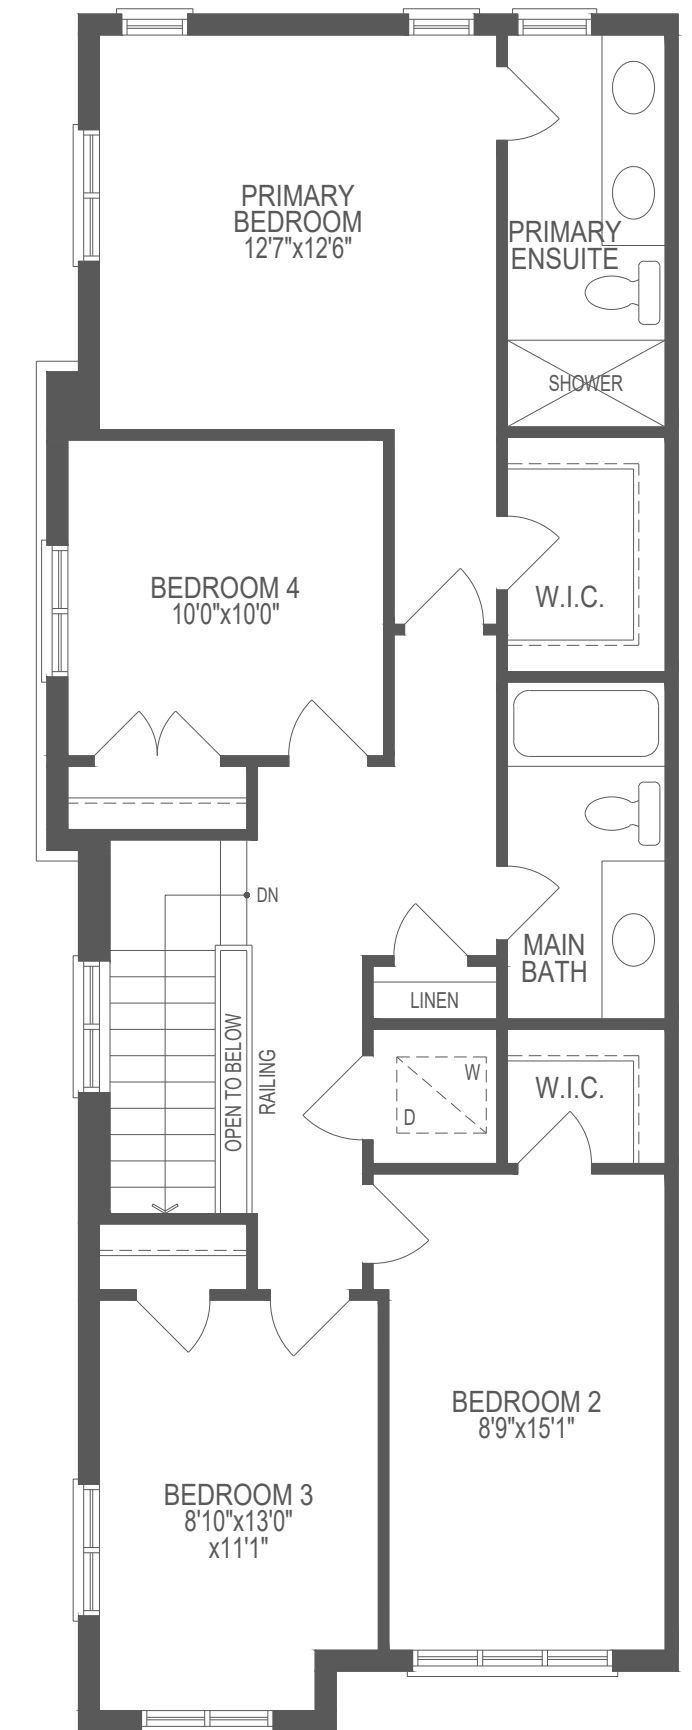 PRIMARY
BEDROOM
12'7"x12'6"
PRIMARY
ENSUITE
SHOWER
BEDROOM 4
10'0"x10'0"
W.I.C.
DN
MAIN
BATH
LINEN
OPEN TO BELOW
RAILING
W
D
W.I.C.
BEDROOM 2
8'9"x15'1"
BEDROOM 3
8'10"x13'0"
x11'1"